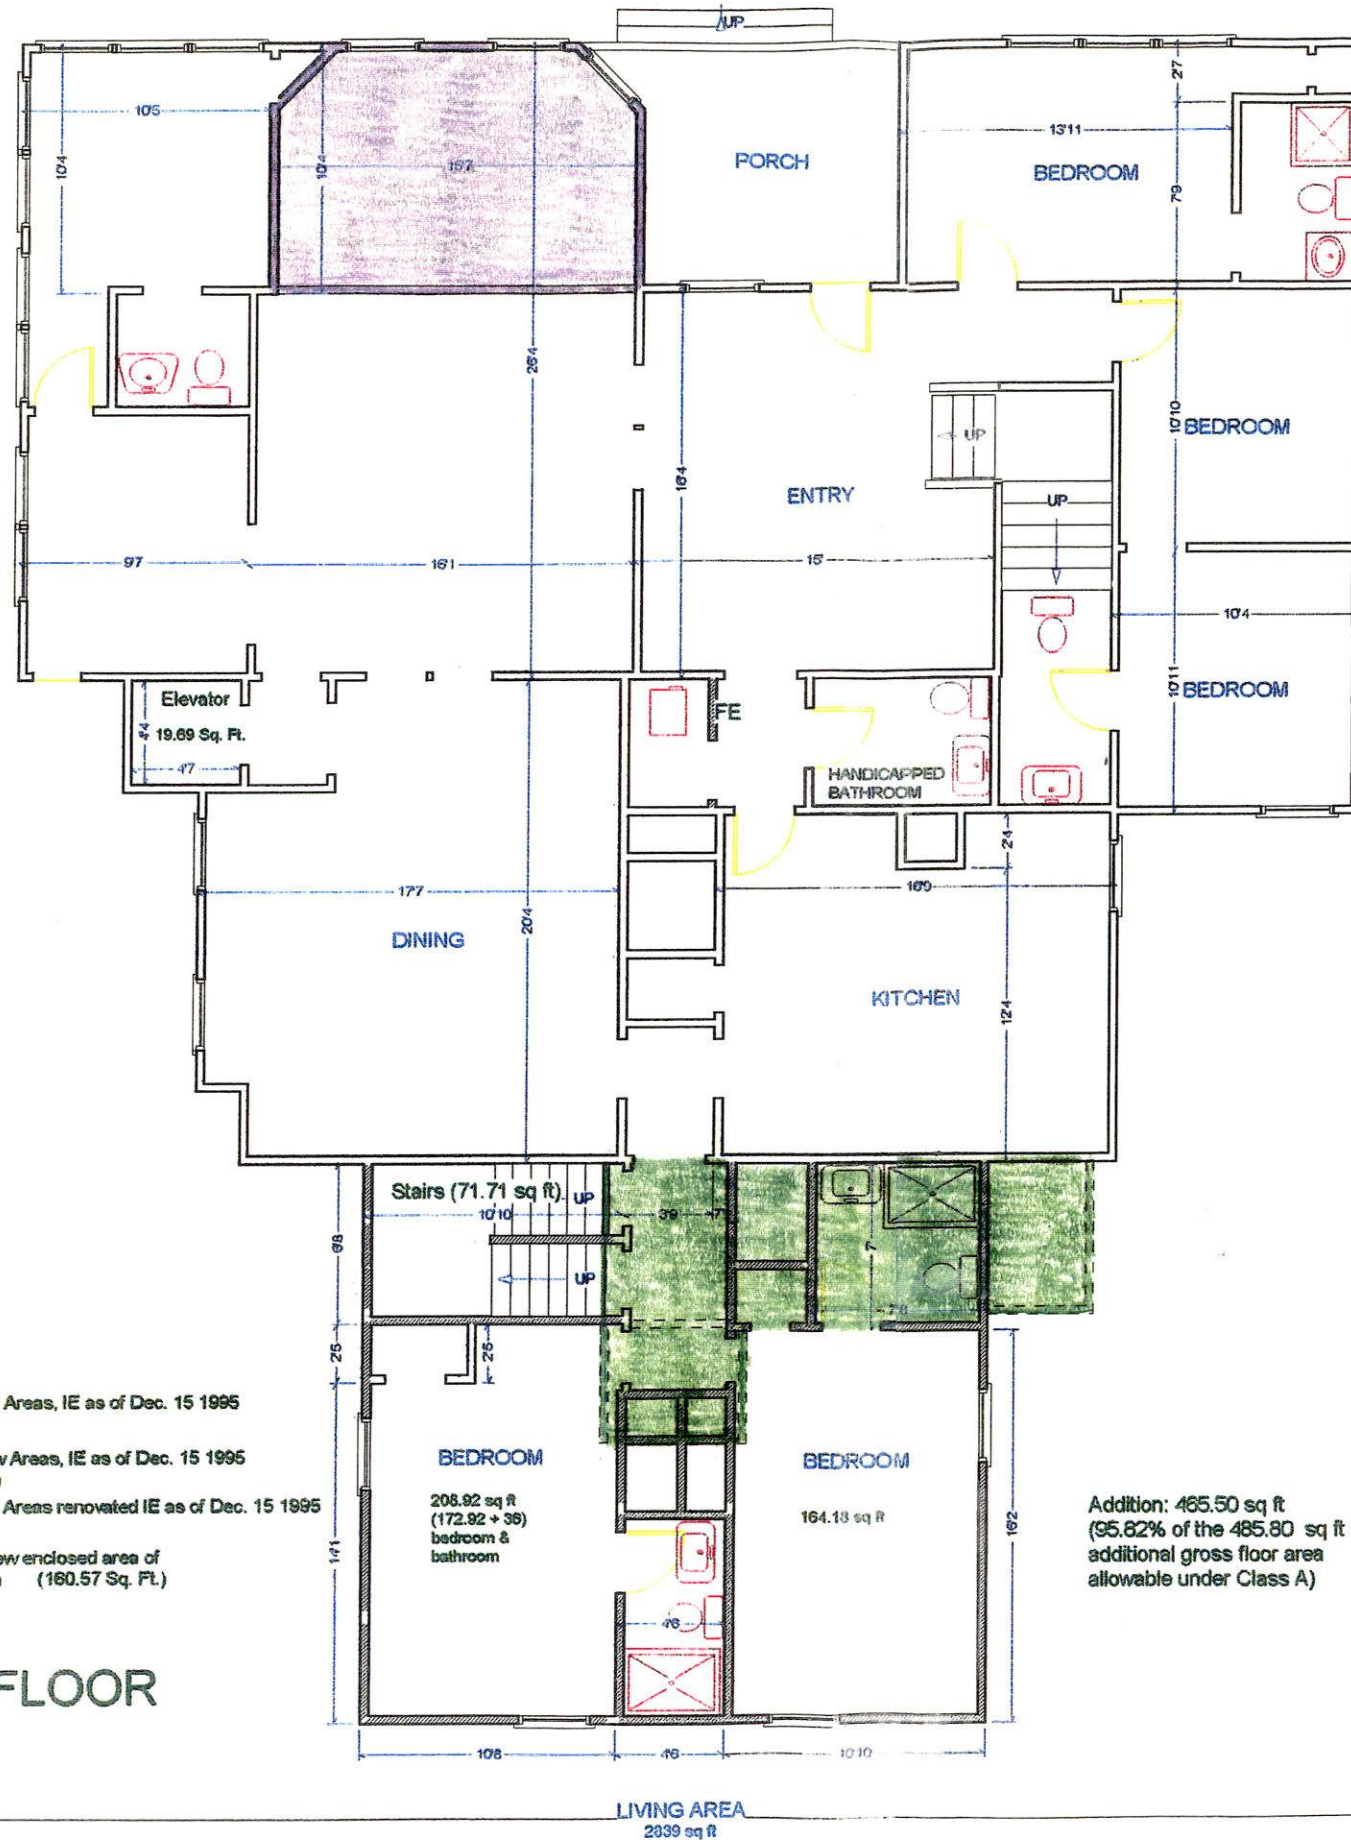 UP
27
10'5
13'11
PORCH
10'4
10'4
BEDROOM
7'9
26'4
10'10
BEDROOM
UP
16'4
ENTRY
UP
9'7
16'1
15'
10'4
10'11
BEDROOM
Elevator
19.69 Sq. Ft.
4'4
4'7
FE
HANDICAPPED
BATHROOM
2'4
17'7
20'4
DINING
KITCHEN
12'4
Stairs (71.71 sq ft)
UP
10'10
3'9
7'
6'8
UP
7'
2'5
2'5
Areas, IE as of Dec. 15 1995
Areas, IE as of Dec. 15 1995
Areas renovated IE as of Dec. 15 1995
enclosed area of
(160.57 Sq. Ft.)
FLOOR
BEDROOM
208.92 sq ft
(172.92 + 36)
bedroom &
bathroom
14'1
BEDROOM
164.18 sq ft
16'2
4'6
Addition: 465.50 sq ft
(95.82% of the 485.80 sq ft
additional gross floor area
allowable under Class A)
10'8
4'6
10'10
LIVING AREA
2839 sq ft